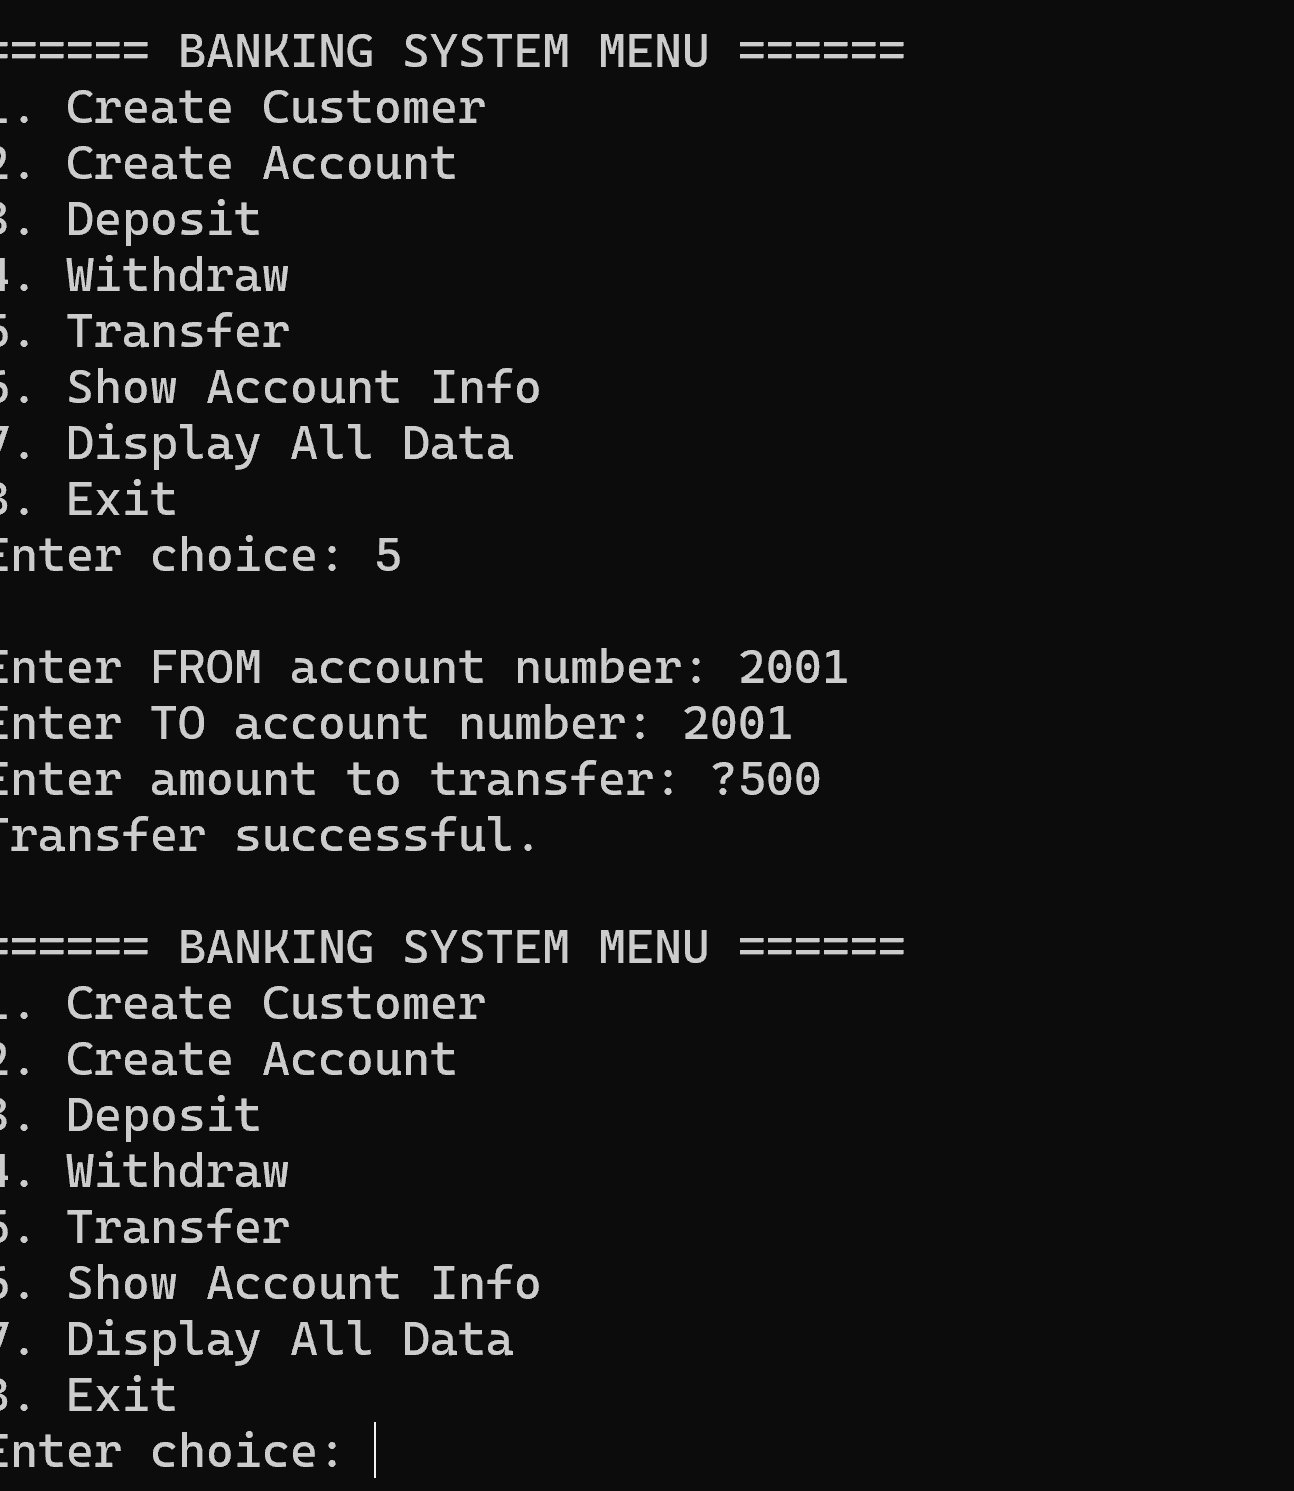 ====== BANKING SYSTEM MENU ======
1. Create Customer
2. Create Account
3. Deposit
4. Withdraw
5. Transfer
6. Show Account Info
7. Display All Data
8. Exit
Enter choice: 5
Enter FROM account number: 2001
Enter TO account number: 2001
Enter amount to transfer: ?500
Transfer successful.
====== BANKING SYSTEM MENU ======
1. Create Customer
2. Create Account
3. Deposit
4. Withdraw
5. Transfer
6. Show Account Info
7. Display All Data
8. Exit
Enter choice: